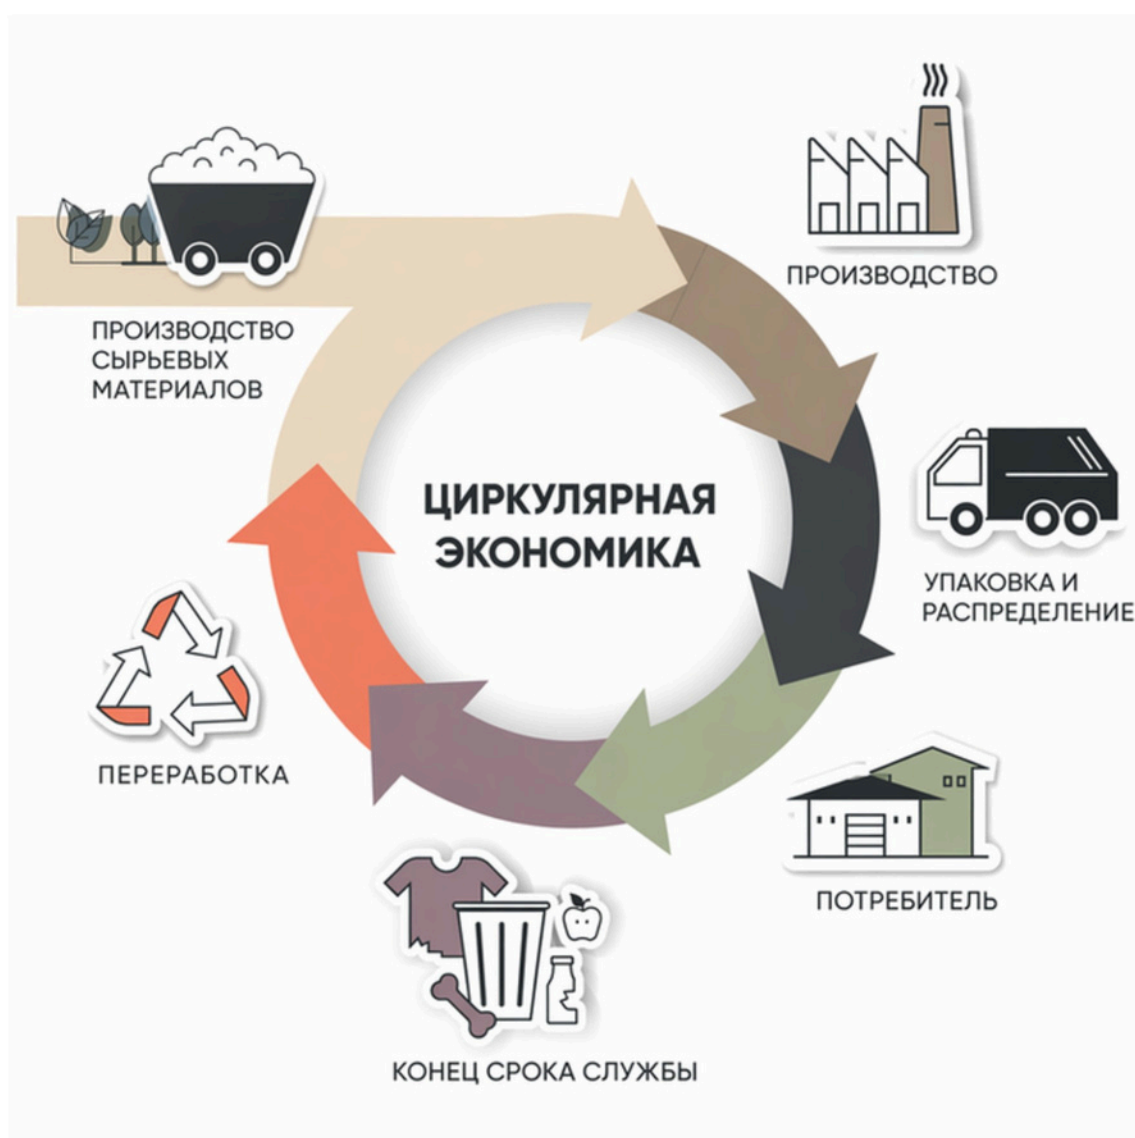 ПРОИЗВОДСТВО
СЫРЬЕВЫХ
МАТЕРИАЛОВ
ПРОИЗВОДСТВО
УПАКОВКА И
РАСПРЕДЕЛЕНИЕ
ЦИРКУЛЯРНАЯ
ЭКОНОМИКА
ПОТРЕБИТЕЛЬ
КОНЕЦ СРОКА СЛУЖБЫ
ПЕРЕРАБОТКА